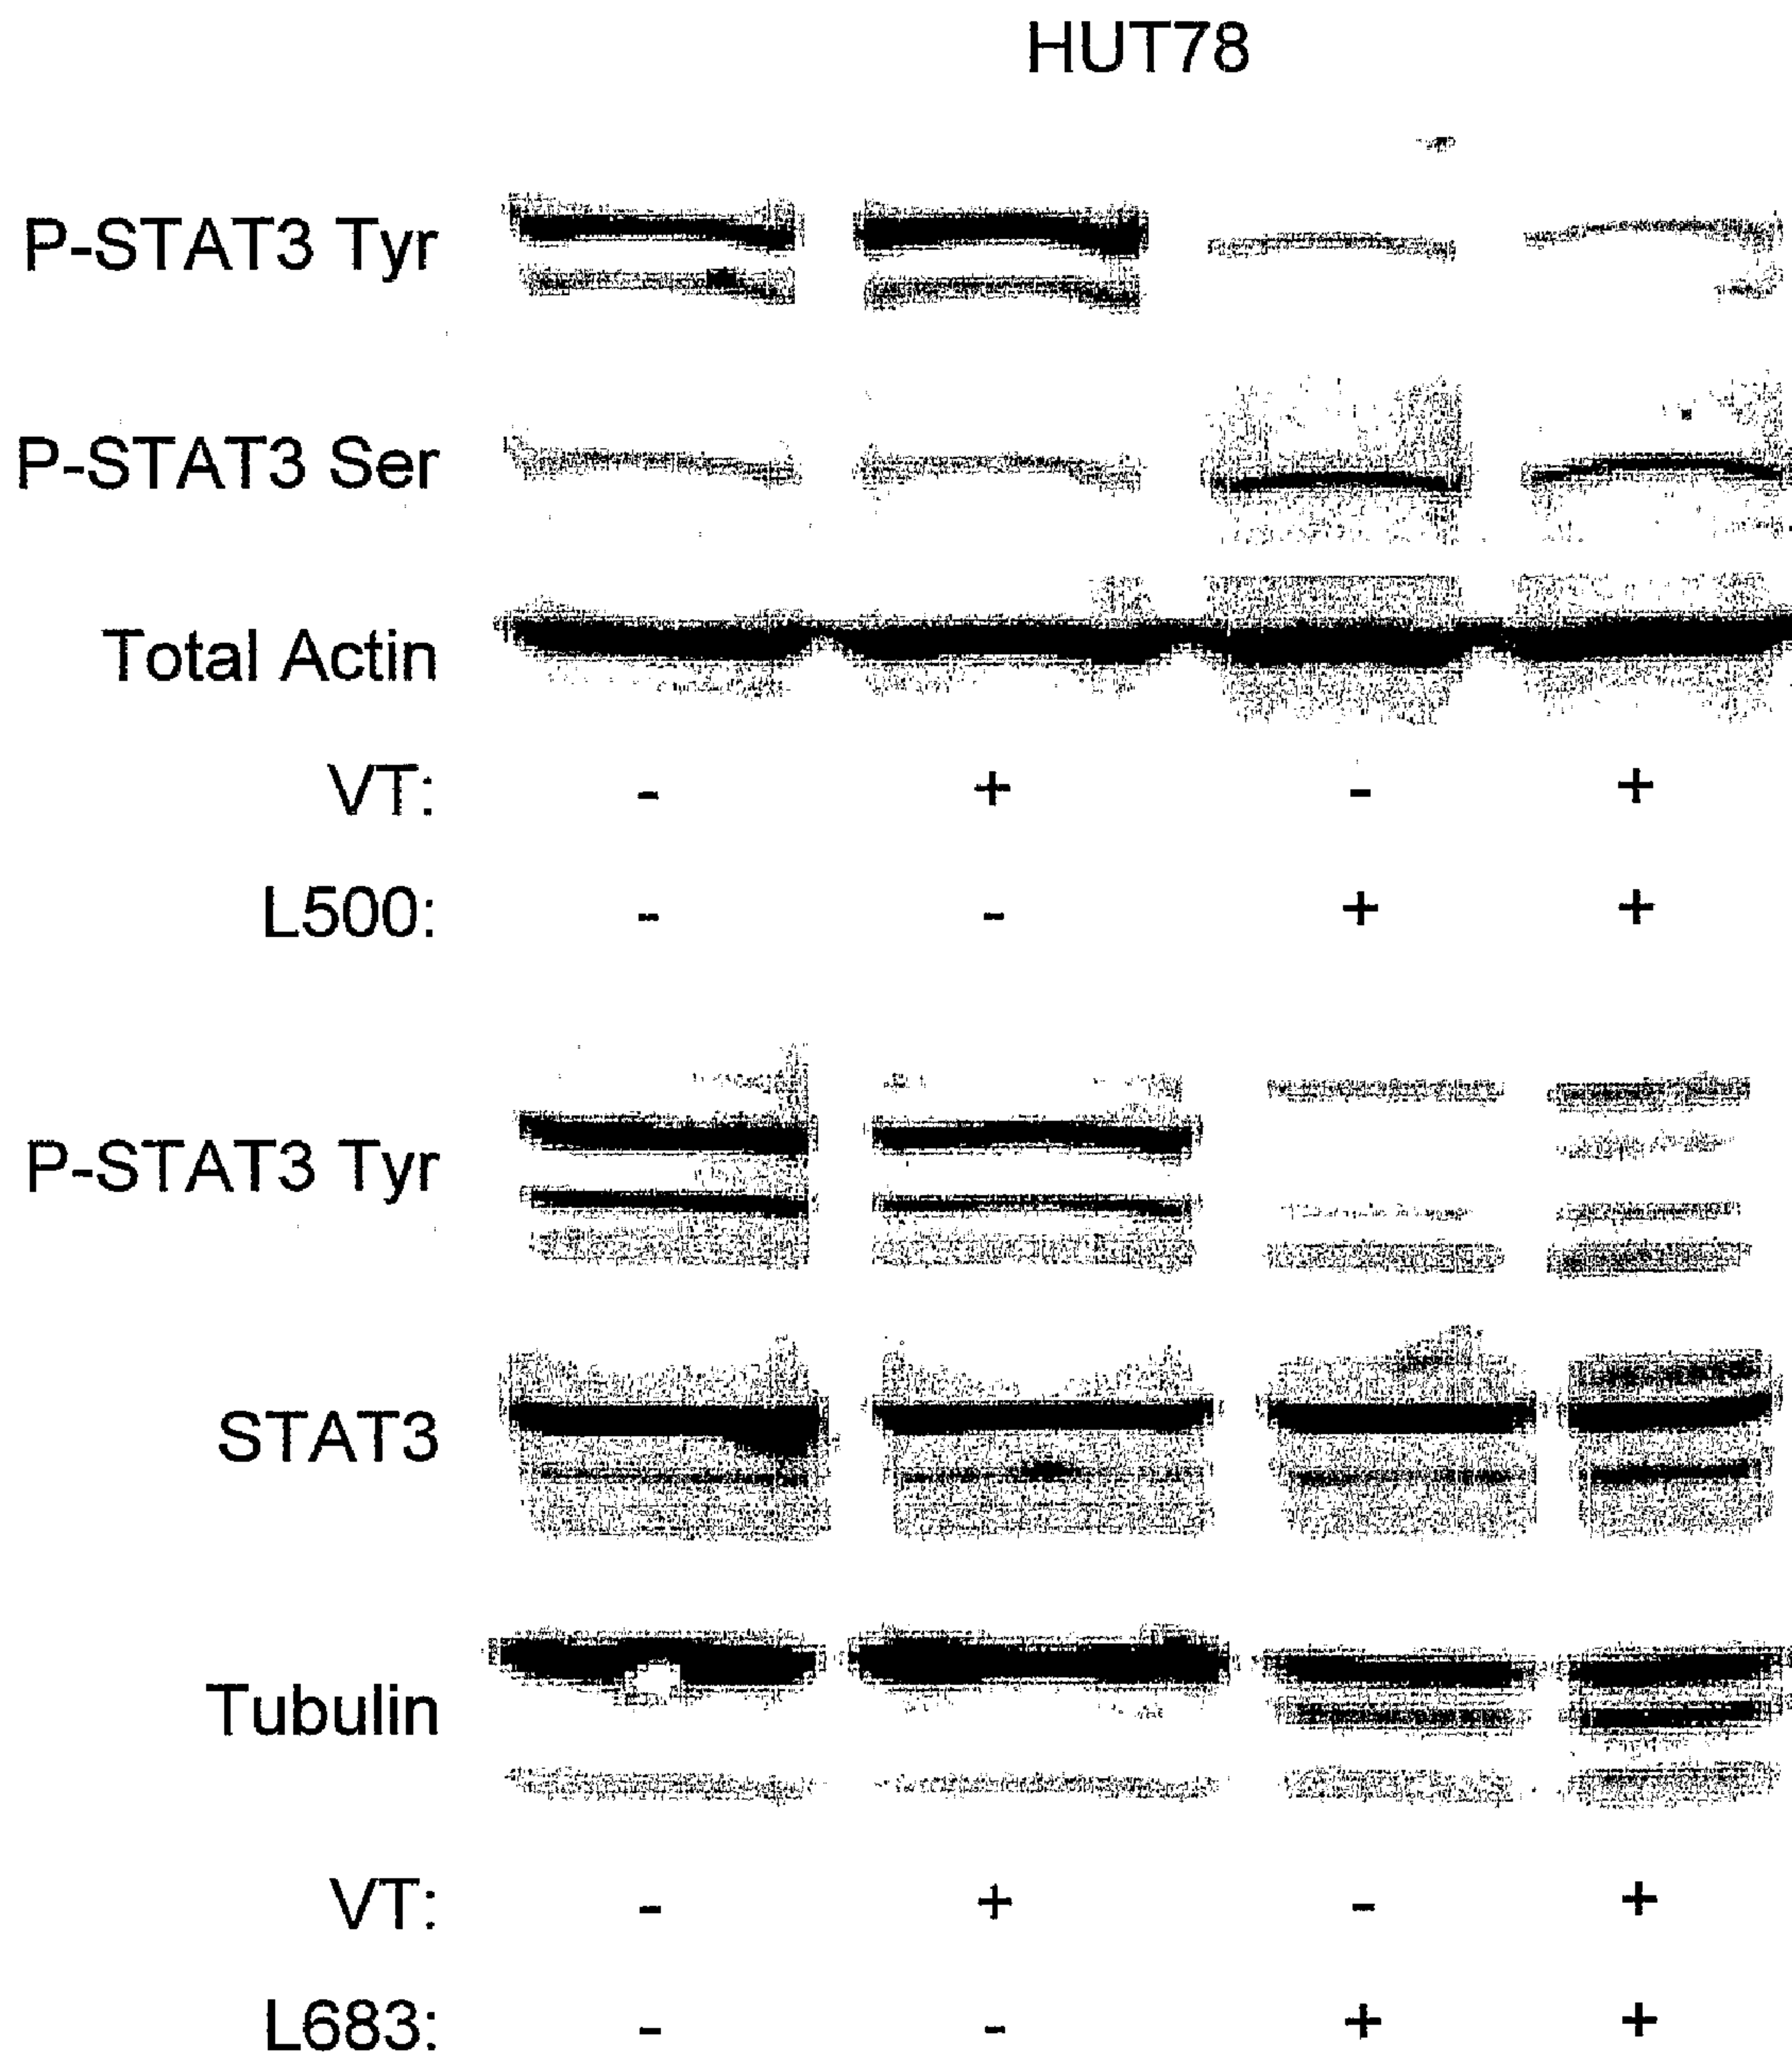 HUT78
P-STAT3 Tyr
P-STAT3 Ser
Total Actin
VT: - + - +
L500: - - + +
P-STAT3 Tyr
STAT3
Tubulin
VT: - + - +
L683: - - + +